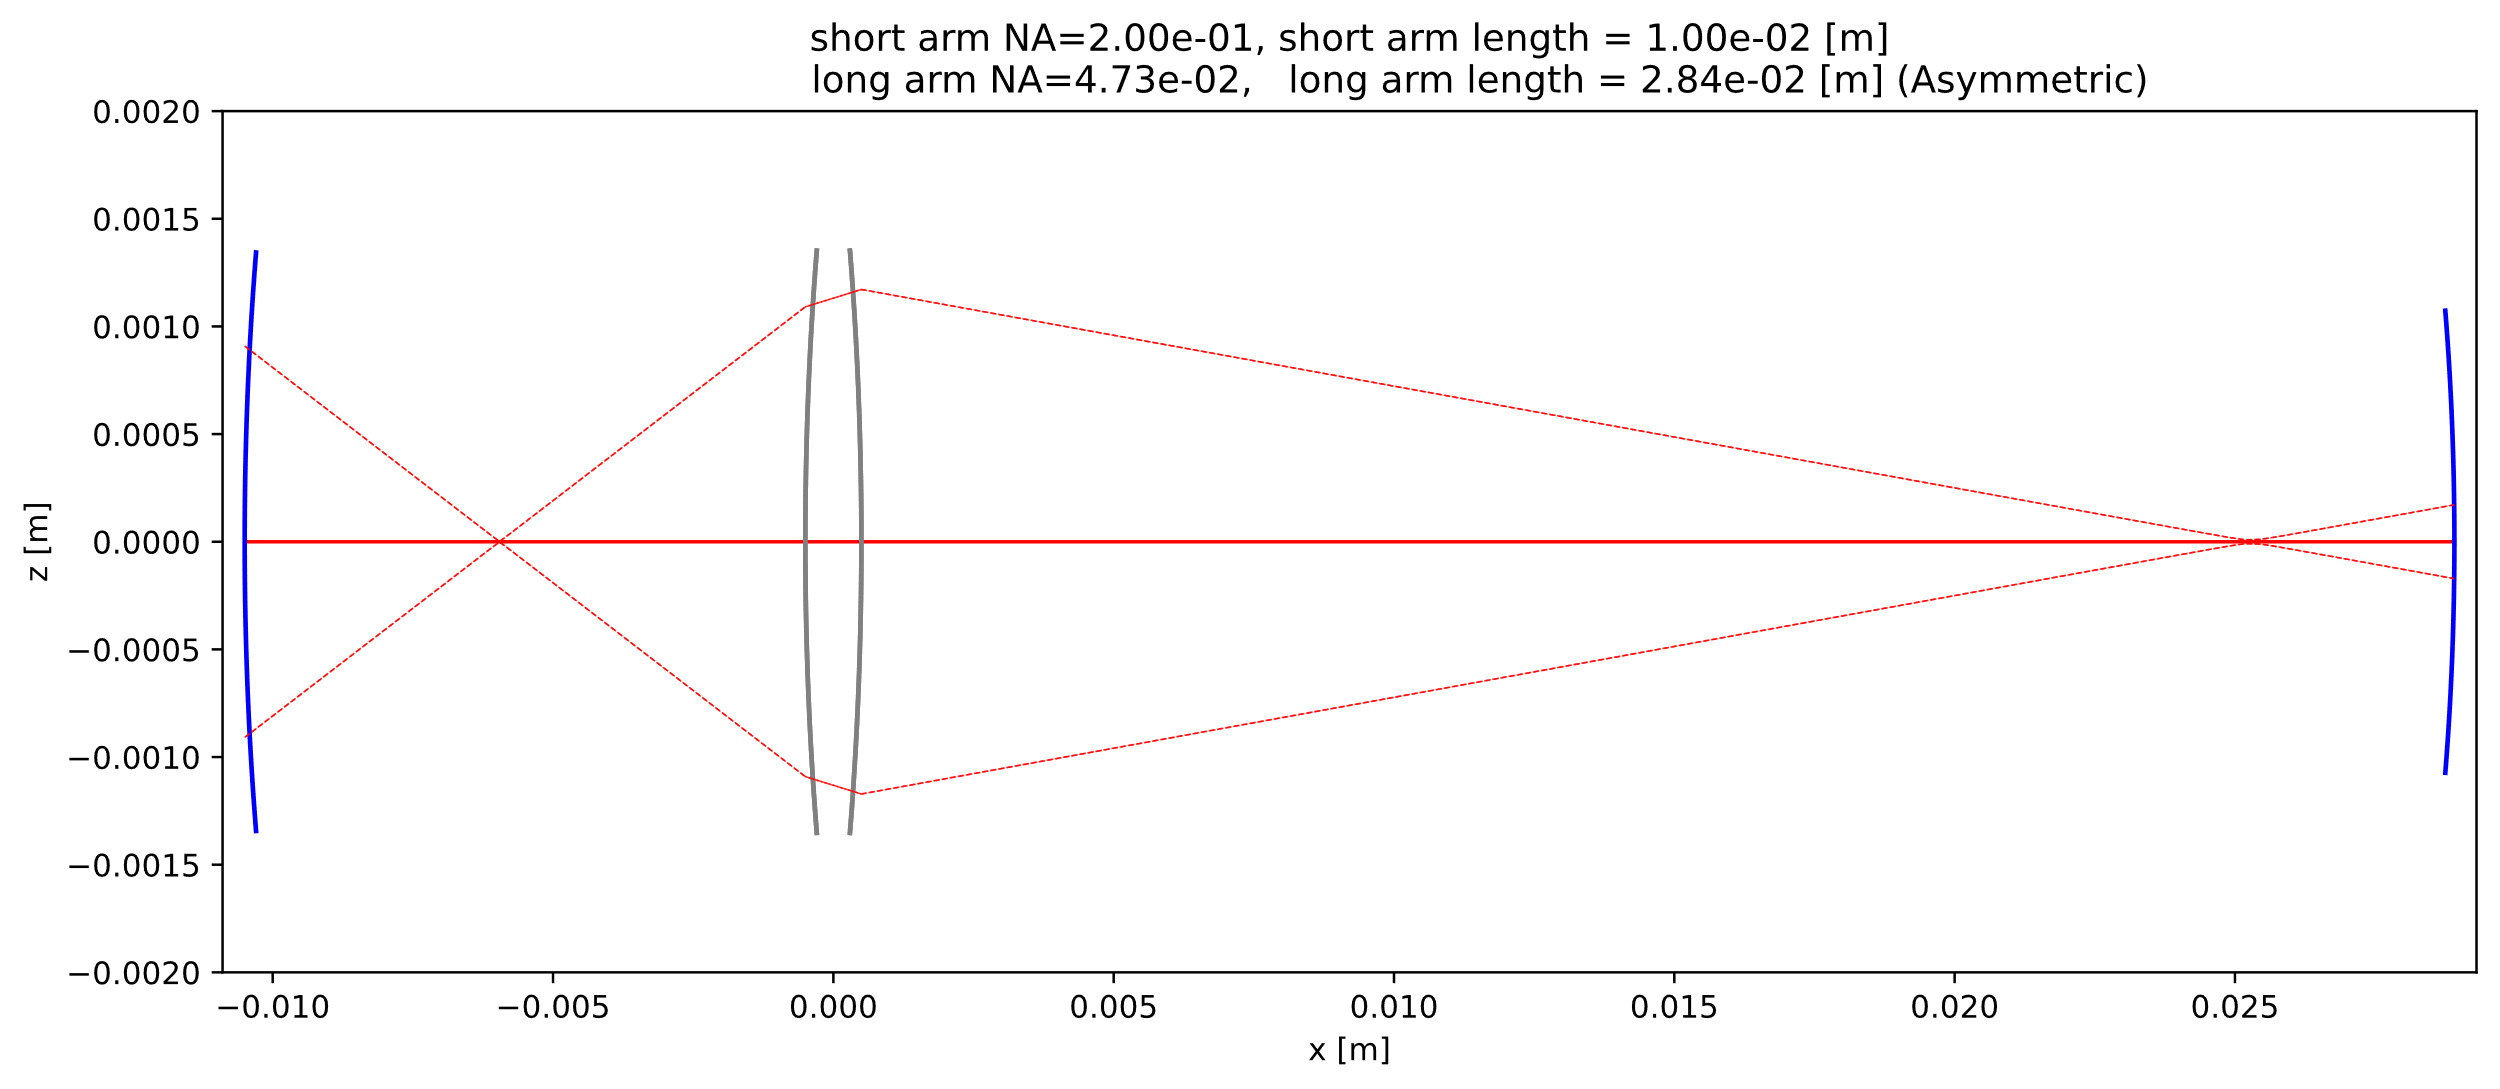 short arm NA=2.00e-01, short arm length = 1.00e-02 [m]
long arm NA=4.73e-02,   long arm length = 2.84e-02 [m] (Asymmetric)
0.0020
0.0015
0.0010
0.0005
0.0000
−0.0005
−0.0010
−0.0015
−0.0020
z [m]
−0.010 −0.005 0.000 0.005 0.010 0.015 0.020 0.025
x [m]